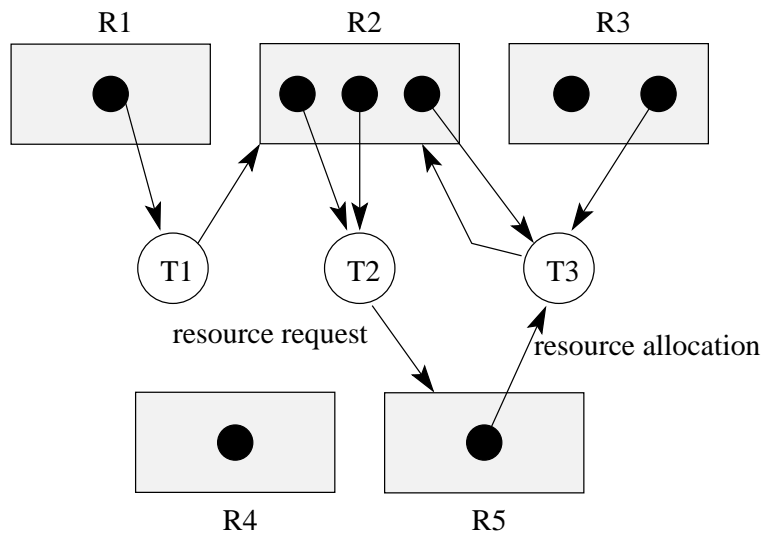 R1
R2
R3
T1
T2
T3
resource request
resource allocation
R4
R5